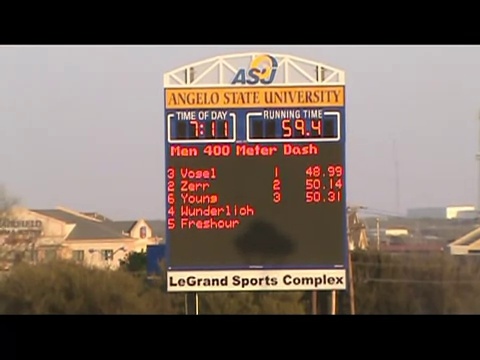 ASU
ANGELO STATE UNIVERSITY
TIME OF DAY RUNNING TIME
7:11 59.4
Men 400 Meter Dash
3 Vogel 1 48.99
2 Zerr 2 50.14
6 Young 3 50.31
4 Wunderlich
5 Freshour
LeGrand Sports Complex